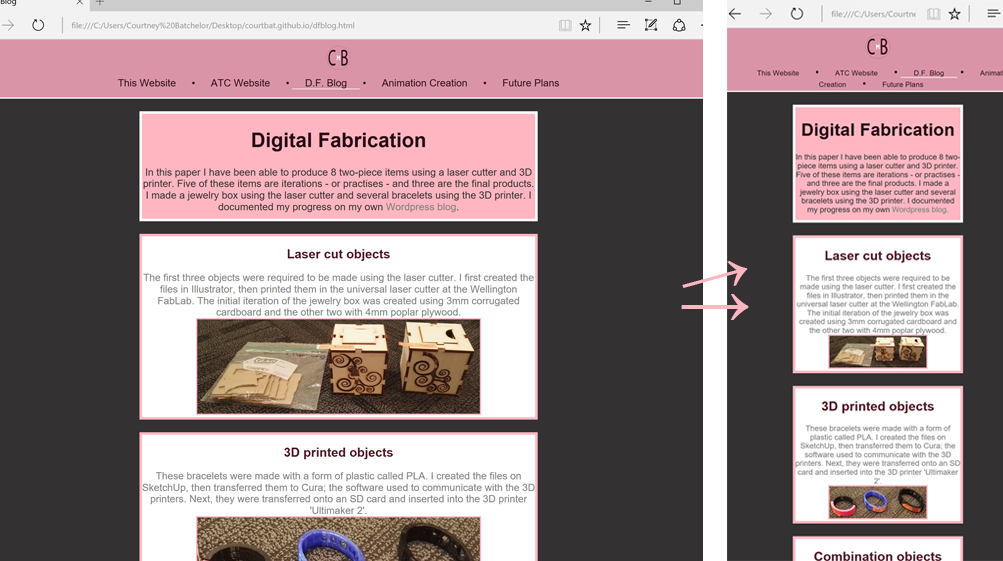 Blog
file:///C:/Users/Courtney%20Batchelor/Desktop/courtbat.github.io/dfblog.html
C B
This Website • ATC Website • D.F. Blog • Animation Creation • Future Plans
Digital Fabrication
In this paper I have been able to produce 8 two-piece items using a laser cutter and 3D
printer. Five of these items are iterations - or practises - and three are the final products.
I made a jewelry box using the laser cutter and several bracelets using the 3D printer. I
documented my progress on my own Wordpress blog.
Laser cut objects
The first three objects were required to be made using the laser cutter. I first created the
files in Illustrator, then printed them in the universal laser cutter at the Wellington
FabLab. The initial iteration of the jewelry box was created using 3mm corrugated
cardboard and the other two with 4mm poplar plywood.
3D printed objects
These bracelets were made with a form of plastic called PLA. I created the files on
SketchUp, then transferred them to Cura; the software used to communicate with the 3D
printers. Next, they were transferred onto an SD card and inserted into the 3D printer
'Ultimaker 2'.
file:///C:/Users/Courtne
C B
This Website • ATC Website • D.F. Blog • Animat
Creation • Future Plans
Digital Fabrication
In this paper I have been able to produce 8 two-
piece items using a laser cutter and 3D printer.
Five of these items are iterations - or practises -
and three are the final products. I made a
jewelry box using the laser cutter and several
bracelets using the 3D printer. I documented
my progress on my own Wordpress blog.
Laser cut objects
The first three objects were required to be
made using the laser cutter. I first created the
files in Illustrator, then printed them in the
universal laser cutter at the Wellington FabLab.
The initial iteration of the jewelry box was
created using 3mm corrugated cardboard and
the other two with 4mm poplar plywood.
3D printed objects
These bracelets were made with a form of
plastic called PLA. I created the files on
SketchUp, then transferred them to Cura; the
software used to communicate with the 3D
printers. Next, they were transferred onto an SD
card and inserted into the 3D printer 'Ultimaker
2'.
Combination objects